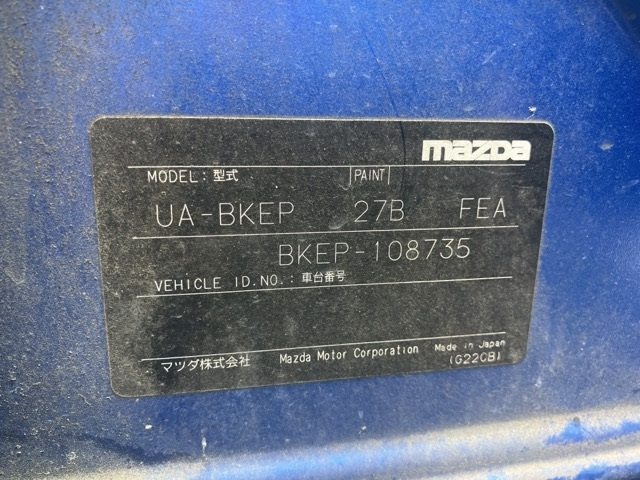 mazda
MODEL: 型式 PAINT
UA-BKEP 27B FEA
BKEP-108735
VEHICLE ID.NO.: 車台番号
マツダ株式会社 Mazda Motor Corporation Made in Japan
(G22CB)